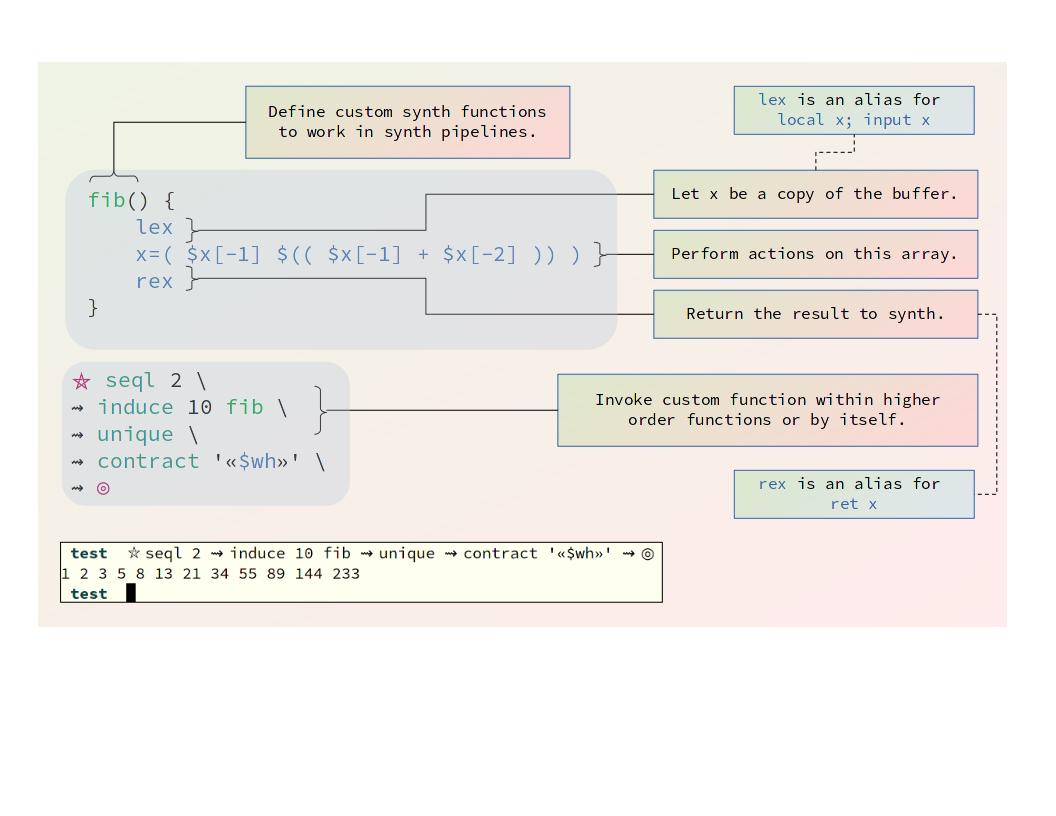 Define custom synth functions
to work in synth pipelines.
lex is an alias for
local x; input x
fib() {
lex
x=( $x[-1] $(( $x[-1] + $x[-2] )) )
rex
}
Let x be a copy of the buffer.
Perform actions on this array.
Return the result to synth.
☆ seql 2 \
⇝ induce 10 fib \
⇝ unique \
⇝ contract '«$wh»' \
⇝ ◎
Invoke custom function within higher
order functions or by itself.
rex is an alias for
ret x
test ☆ seql 2 ⇝ induce 10 fib ⇝ unique ⇝ contract '«$wh»' ⇝ ◎
1 2 3 5 8 13 21 34 55 89 144 233
test